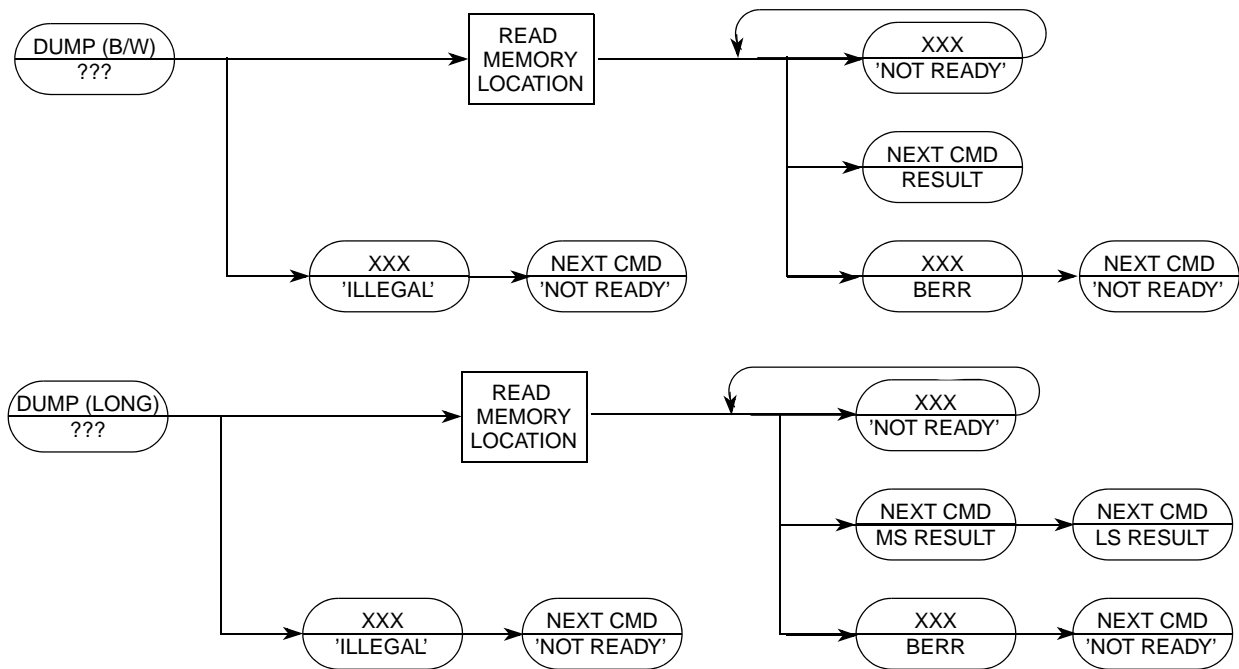 DUMP (B/W)
???
READ
MEMORY
LOCATION
XXX
'NOT READY'
NEXT CMD
RESULT
XXX
'ILLEGAL'
NEXT CMD
'NOT READY'
XXX
BERR
NEXT CMD
'NOT READY'
DUMP (LONG)
???
READ
MEMORY
LOCATION
XXX
'NOT READY'
NEXT CMD
MS RESULT
NEXT CMD
LS RESULT
XXX
'ILLEGAL'
NEXT CMD
'NOT READY'
XXX
BERR
NEXT CMD
'NOT READY'